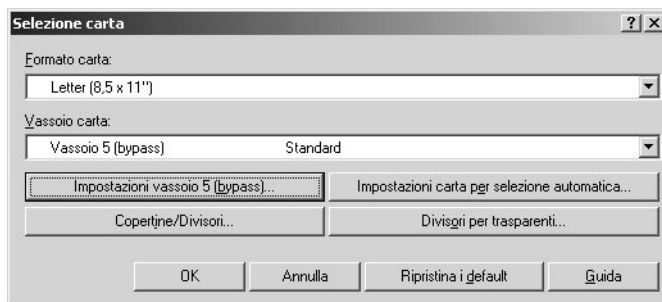 Selezione carta
Formato carta:
Letter (8,5 x 11")
Vassoio carta:
Vassoio 5 (bypass) Standard
Impostazioni vassoio 5 (bypass)... Impostazioni carta per selezione automatica...
Copertine/Divisori... Divisori per trasparenti...
OK Annulla Ripristina i default Guida